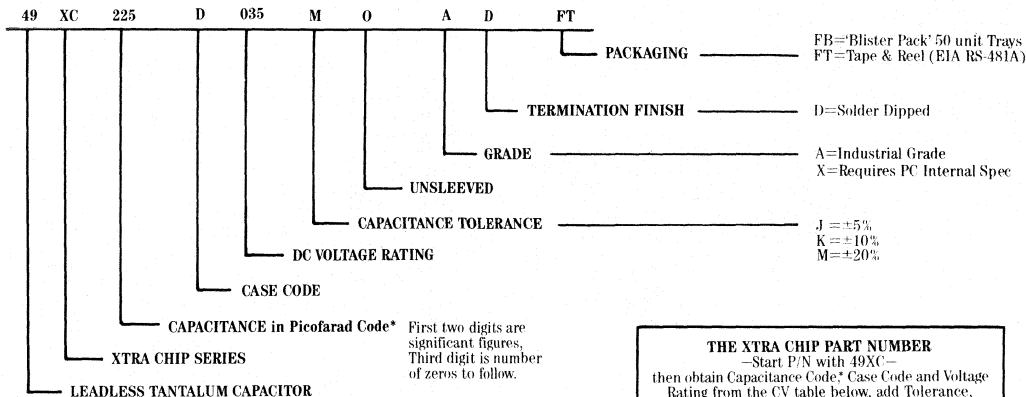 49 XC 225 D 035 M O A D FT
PACKAGING
FB='Blister Pack' 50 unit Trays
FT=Tape & Reel (EIA RS-481A)
TERMINATION FINISH
D=Solder Dipped
GRADE
A=Industrial Grade
X=Requires PC Internal Spec
UNSLEEVED
CAPACITANCE TOLERANCE
J =±5%
K =±10%
M=±20%
DC VOLTAGE RATING
CASE CODE
CAPACITANCE in Picofarad Code*
First two digits are
significant figures,
Third digit is number
of zeros to follow.
XTRA CHIP SERIES
LEADLESS TANTALUM CAPACITOR
THE XTRA CHIP PART NUMBER
—Start P/N with 49XC—
then obtain Capacitance Code,* Case Code and Voltage
Rating from the CV table below, add Tolerance,